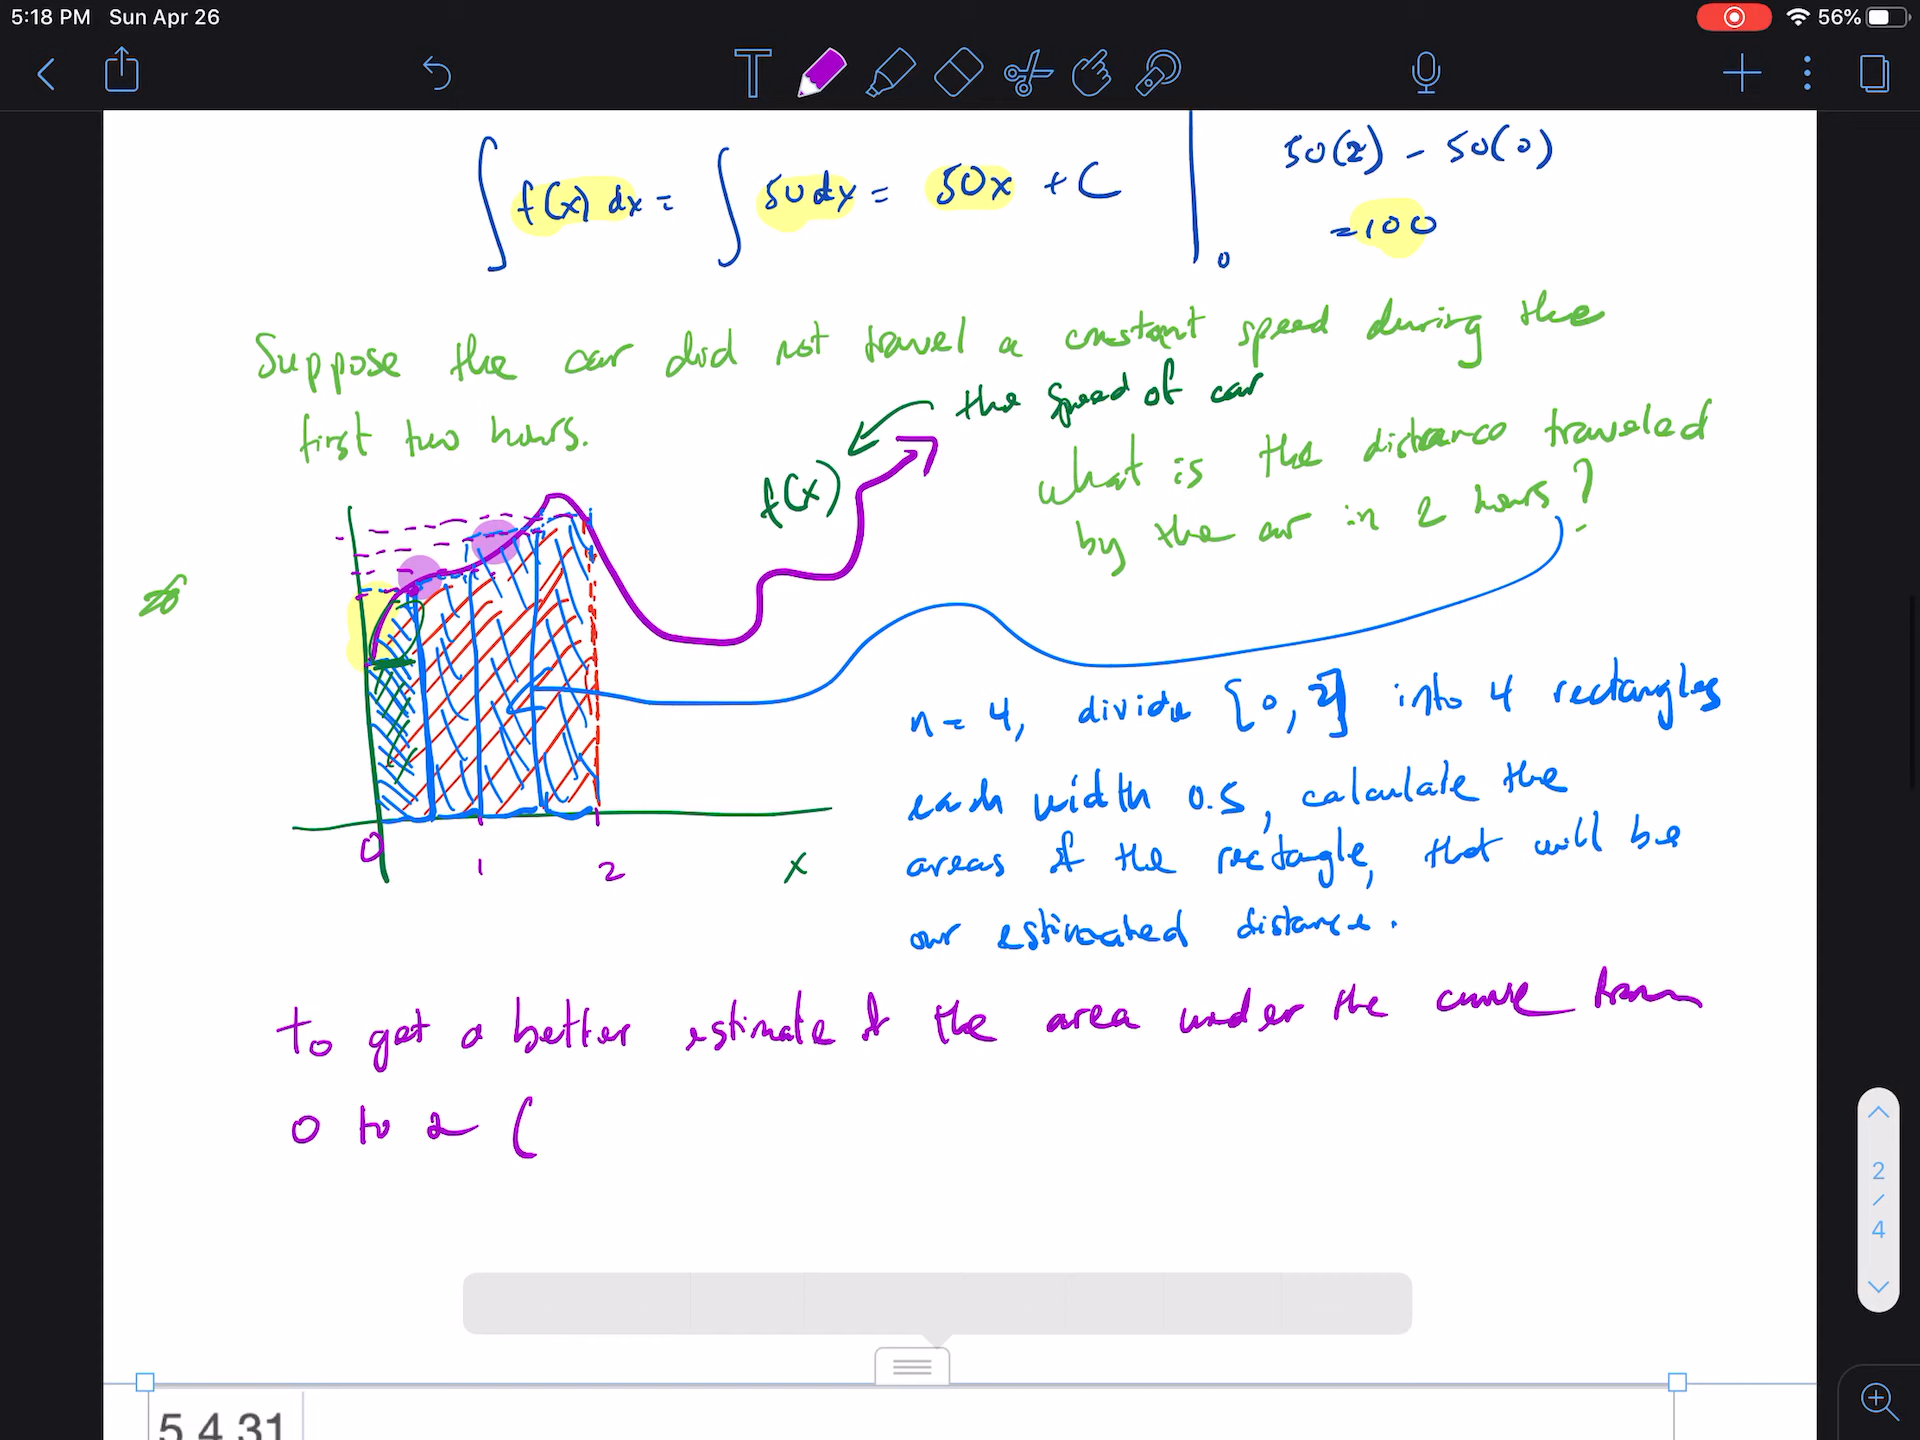 5:18 PM Sun Apr 26
56%
T
∫ f(x) dx = ∫ 50 dx = 50x + C
50(2) - 50(0)
= 100
0
Suppose the car did not travel a constant speed during the
first two hours.
the speed of car
f(x)
what is the distance traveled
by the car in 2 hours?
n = 4, divide [0, 2] into 4 rectangles
each width 0.5, calculate the
areas of the rectangle, that will be
our estimated distance.
0 1 2 x
to get a better estimate of the area under the curve from
0 to 2 (
2
/
4
5.4.31